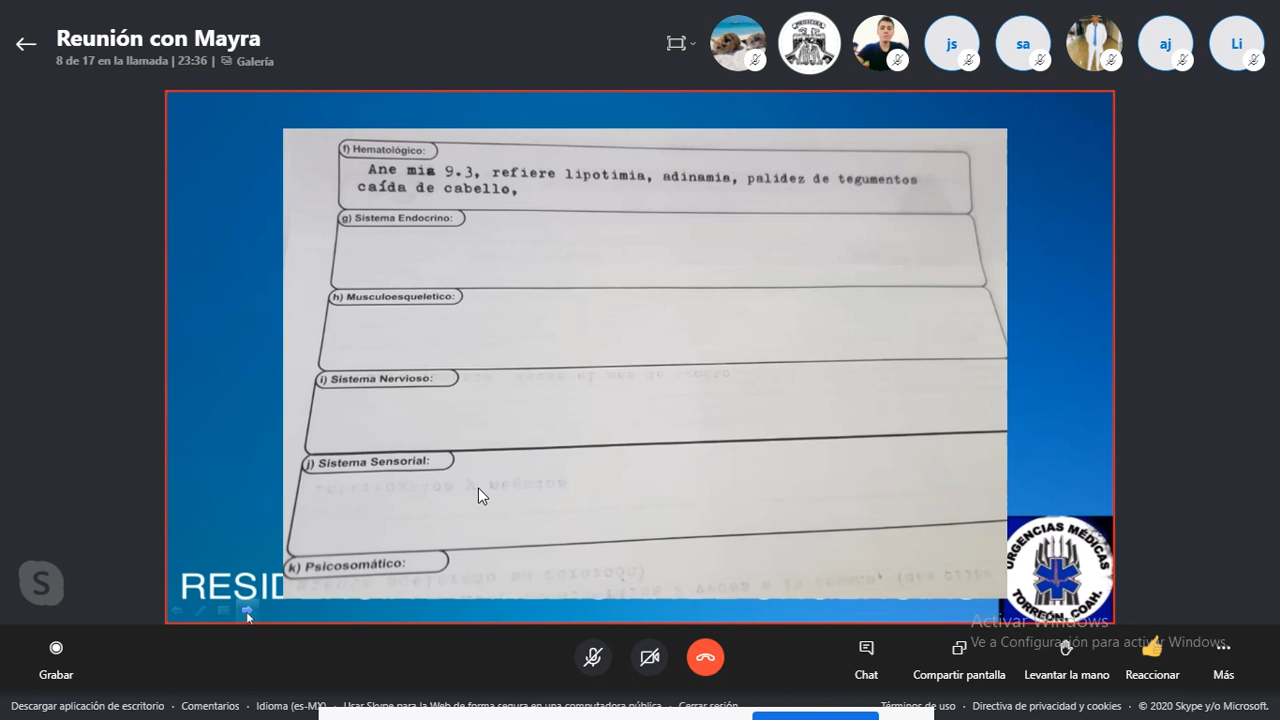 Reunión con Mayra
8 de 17 en la llamada | 23:36 | Galería
js
sa
aj
Li
f) Hematológico:
Ane mia 9.3, refiere lipotimia, adinamia, palidez de tegumentos
caída de cabello,
g) Sistema Endocrino:
h) Musculoesqueletico:
i) Sistema Nervioso:
j) Sistema Sensorial:
k) Psicosomático:
RESID
URGENCIAS MÉDICAS
TORREÓN, COAH.
S
Activar Windows
Ve a Configuración para activar Windows.
Grabar
Chat
Compartir pantalla
Levantar la mano
Reaccionar
Más
Descargar aplicación de escritorio
Comentarios
Idioma (es-MX)
Usar Skype para la Web de forma segura en una computadora pública.
Cerrar sesión
Términos de uso
Directiva de privacidad y cookies
© 2020 Skype y/o Microsoft.